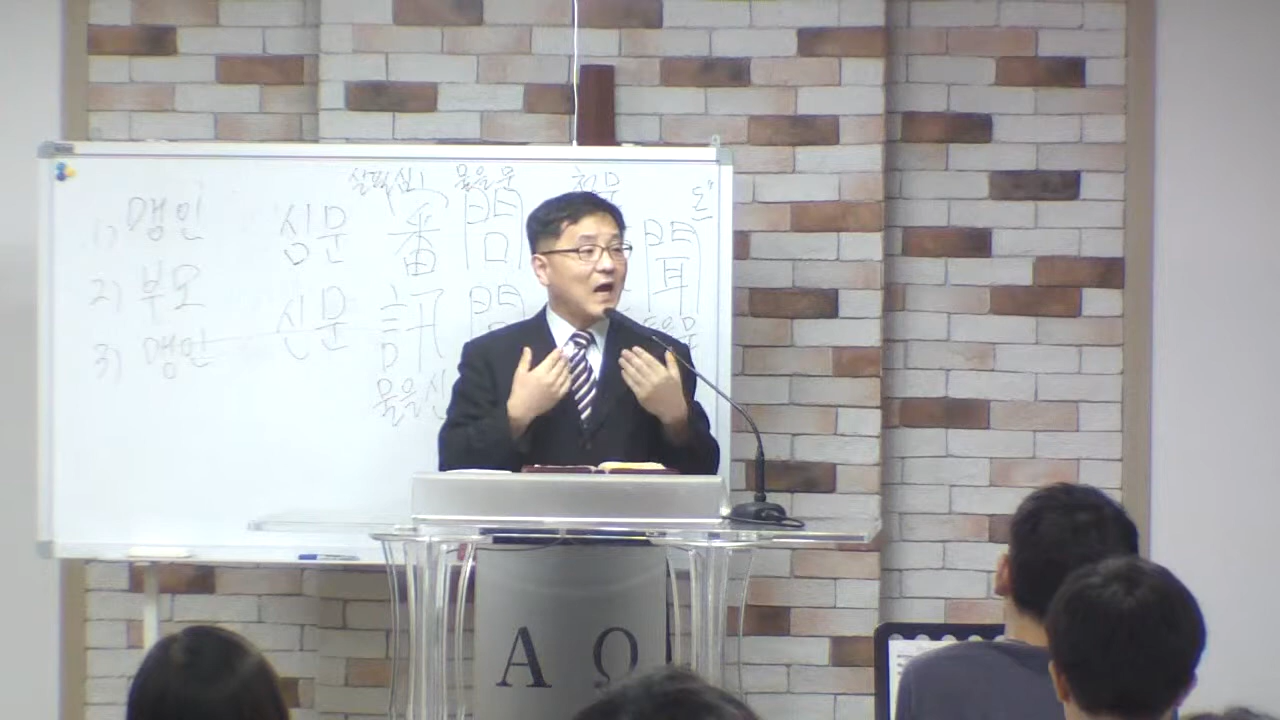 살필심 물을문
1) 맹인 심문 審問 聞
2) 부모
3) 맹인 신문 訊問
물을신
Α Ω